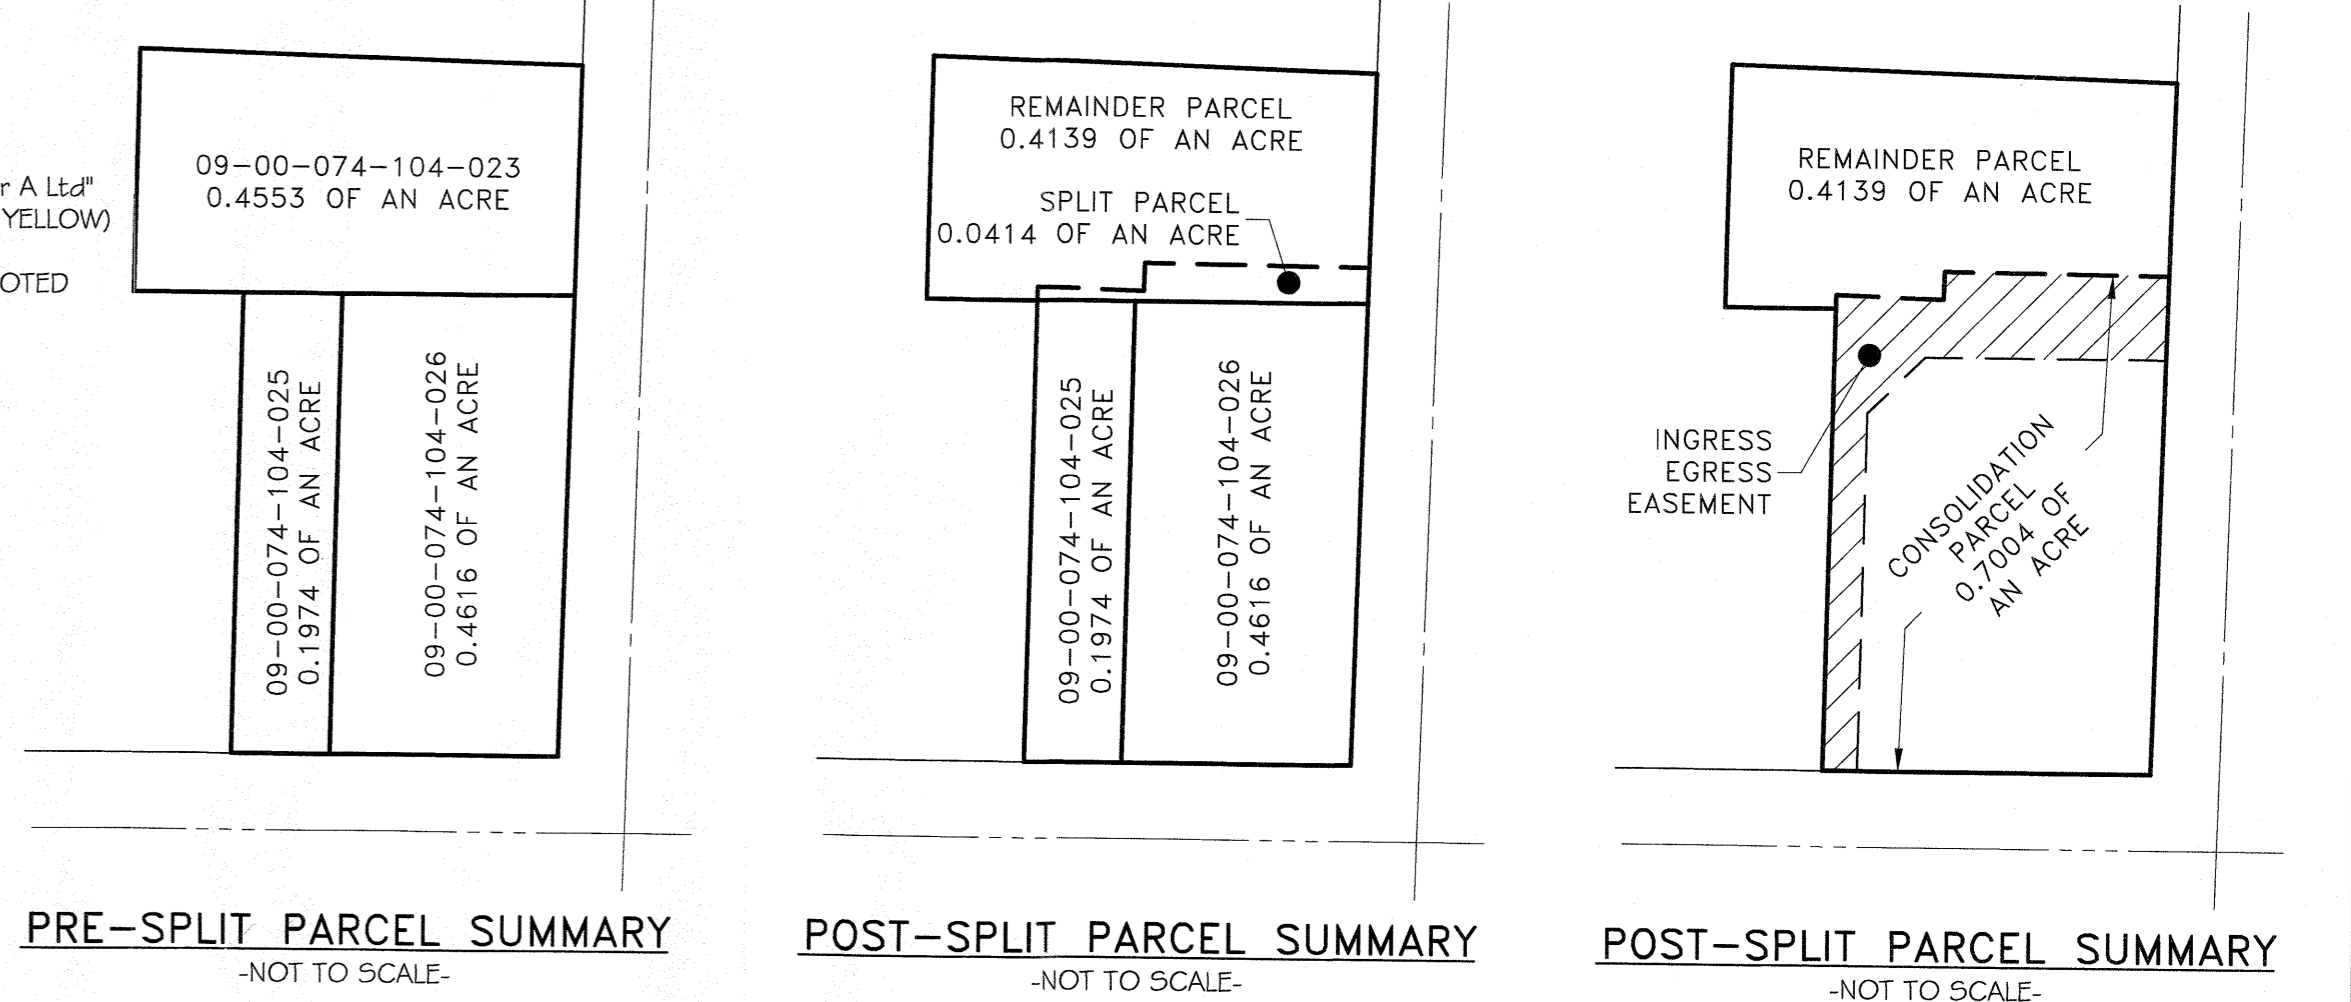 r A Ltd"
YELLOW)
OTED
09-00-074-104-023
0.4553 OF AN ACRE
09-00-074-104-025
0.1974 OF AN ACRE
09-00-074-104-026
0.4616 OF AN ACRE
PRE-SPLIT PARCEL SUMMARY
-NOT TO SCALE-
REMAINDER PARCEL
0.4139 OF AN ACRE
SPLIT PARCEL
0.0414 OF AN ACRE
09-00-074-104-025
0.1974 OF AN ACRE
09-00-074-104-026
0.4616 OF AN ACRE
POST-SPLIT PARCEL SUMMARY
-NOT TO SCALE-
REMAINDER PARCEL
0.4139 OF AN ACRE
INGRESS
EGRESS
EASEMENT
CONSOLIDATION
PARCEL
0.7004 OF
AN ACRE
POST-SPLIT PARCEL SUMMARY
-NOT TO SCALE-